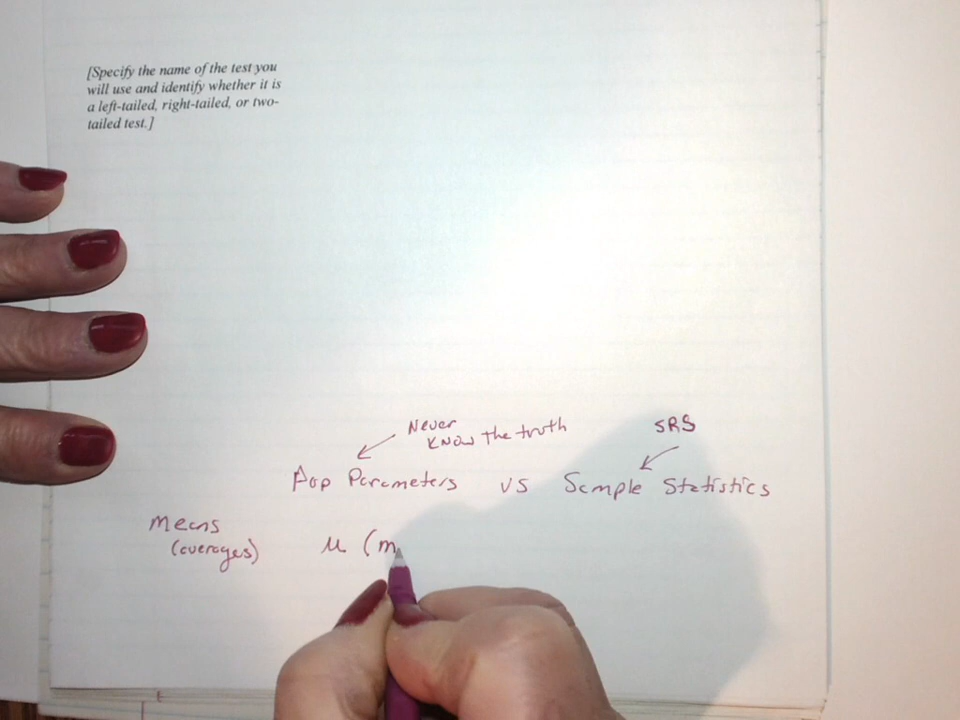 [Specify the name of the test you
will use and identify whether it is
a left-tailed, right-tailed, or two-
tailed test.]
Never
Know the truth
SRS
Pop Parameters vs Sample Statistics
Means
(averages)
μ (m